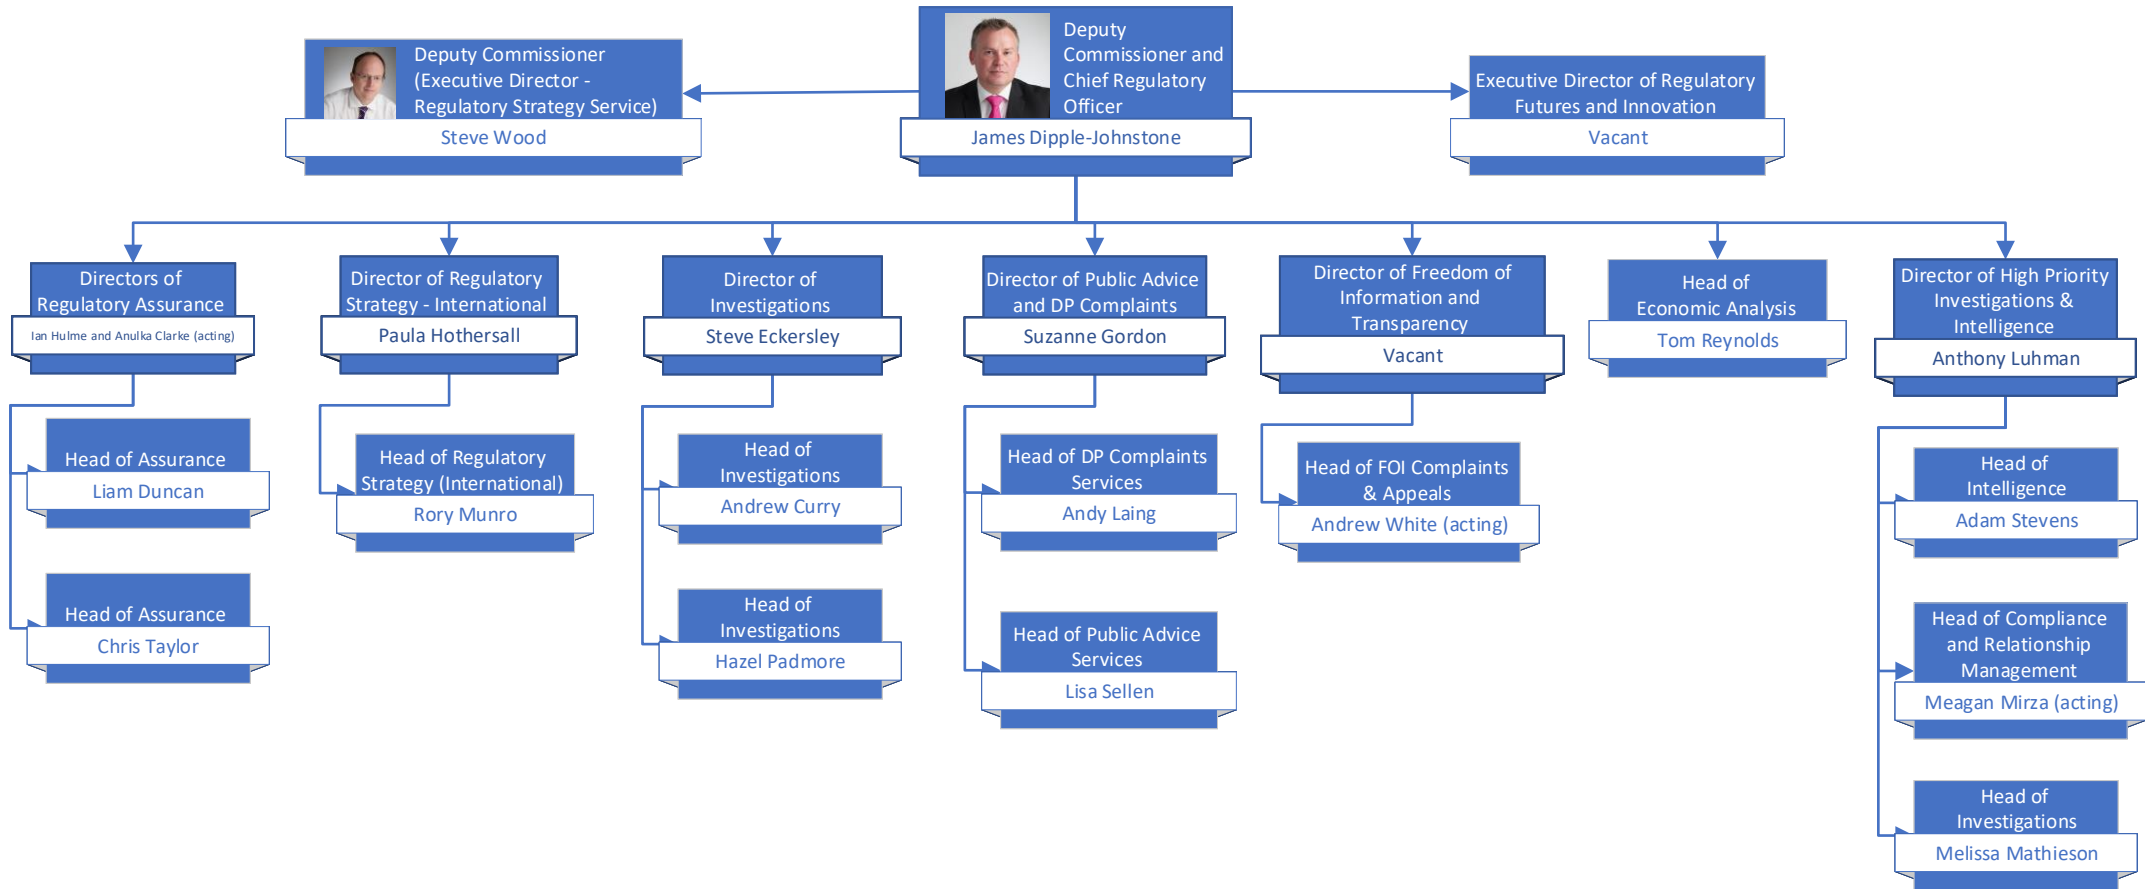 Deputy Commissioner
(Executive Director -
Regulatory Strategy Service)
Steve Wood
Deputy
Commissioner and
Chief Regulatory
Officer
James Dipple-Johnstone
Executive Director of Regulatory
Futures and Innovation
Vacant
Directors of
Regulatory Assurance
Ian Hulme and Anulka Clarke (acting)
Director of Regulatory
Strategy - International
Paula Hothersall
Director of
Investigations
Steve Eckersley
Director of Public Advice
and DP Complaints
Suzanne Gordon
Director of Freedom of
Information and
Transparency
Vacant
Head of
Economic Analysis
Tom Reynolds
Director of High Priority
Investigations &
Intelligence
Anthony Luhman
Head of Assurance
Liam Duncan
Head of Assurance
Chris Taylor
Head of Regulatory
Strategy (International)
Rory Munro
Head of
Investigations
Andrew Curry
Head of
Investigations
Hazel Padmore
Head of DP Complaints
Services
Andy Laing
Head of Public Advice
Services
Lisa Sellen
Head of FOI Complaints
& Appeals
Andrew White (acting)
Head of
Intelligence
Adam Stevens
Head of Compliance
and Relationship
Management
Meagan Mirza (acting)
Head of
Investigations
Melissa Mathieson